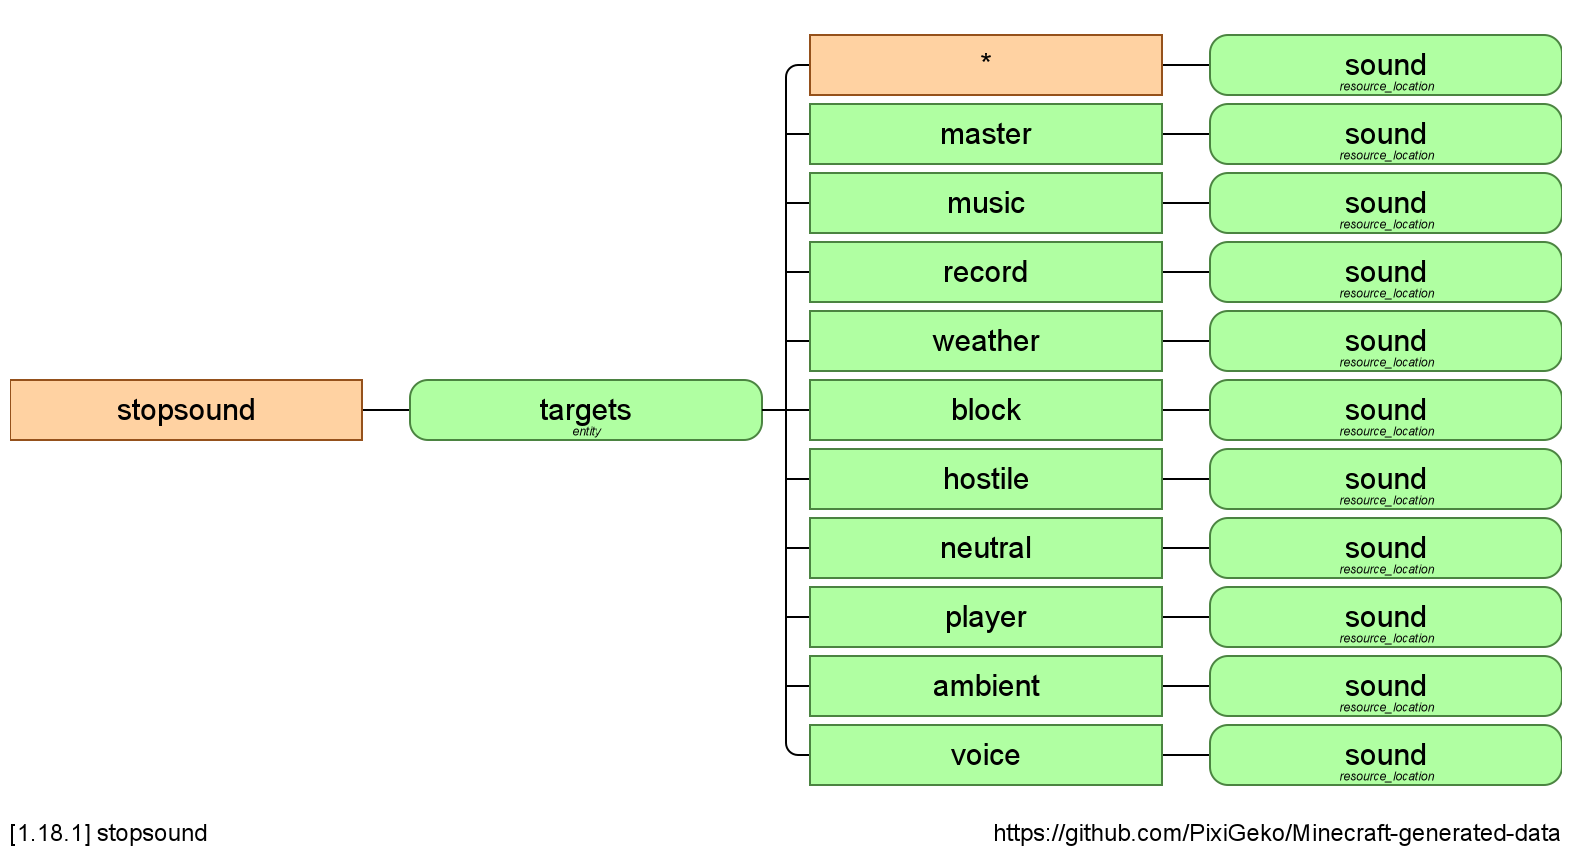 *
sound
resource_location
master
sound
resource_location
music
sound
resource_location
record
sound
resource_location
weather
sound
resource_location
stopsound
targets
entity
block
sound
resource_location
hostile
sound
resource_location
neutral
sound
resource_location
player
sound
resource_location
ambient
sound
resource_location
voice
sound
resource_location
[1.18.1] stopsound
https://github.com/PixiGeko/Minecraft-generated-data